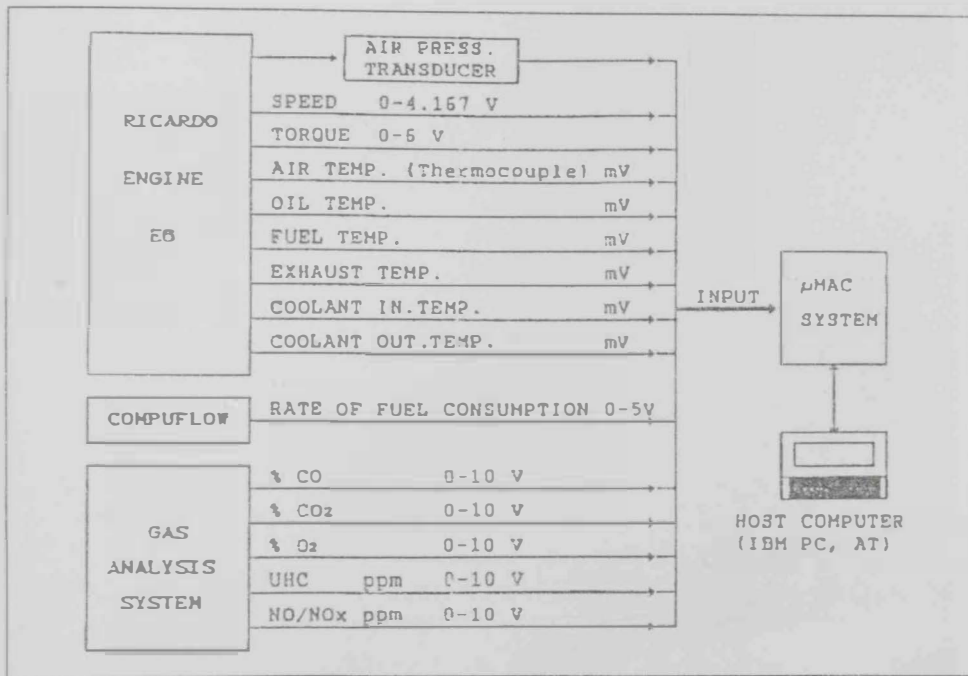 AIR PRESS.
TRANSDUCER
RICARDO
ENGINE
E6
SPEED 0-4.167 V
TORQUE 0-6 V
AIR TEMP. (Thermocouple) mV
OIL TEMP. mV
FUEL TEMP. mV
EXHAUST TEMP. mV
COOLANT IN.TEMP. mV
COOLANT OUT.TEMP. mV
INPUT
µMAC
SYSTEM
COMPUFLOW
RATE OF FUEL CONSUMPTION 0-5V
GAS
ANALYSIS
SYSTEM
% CO 0-10 V
% CO₂ 0-10 V
% O₂ 0-10 V
UHC ppm 0-10 V
NO/NOx ppm 0-10 V
HOST COMPUTER
(IBM PC, AT)